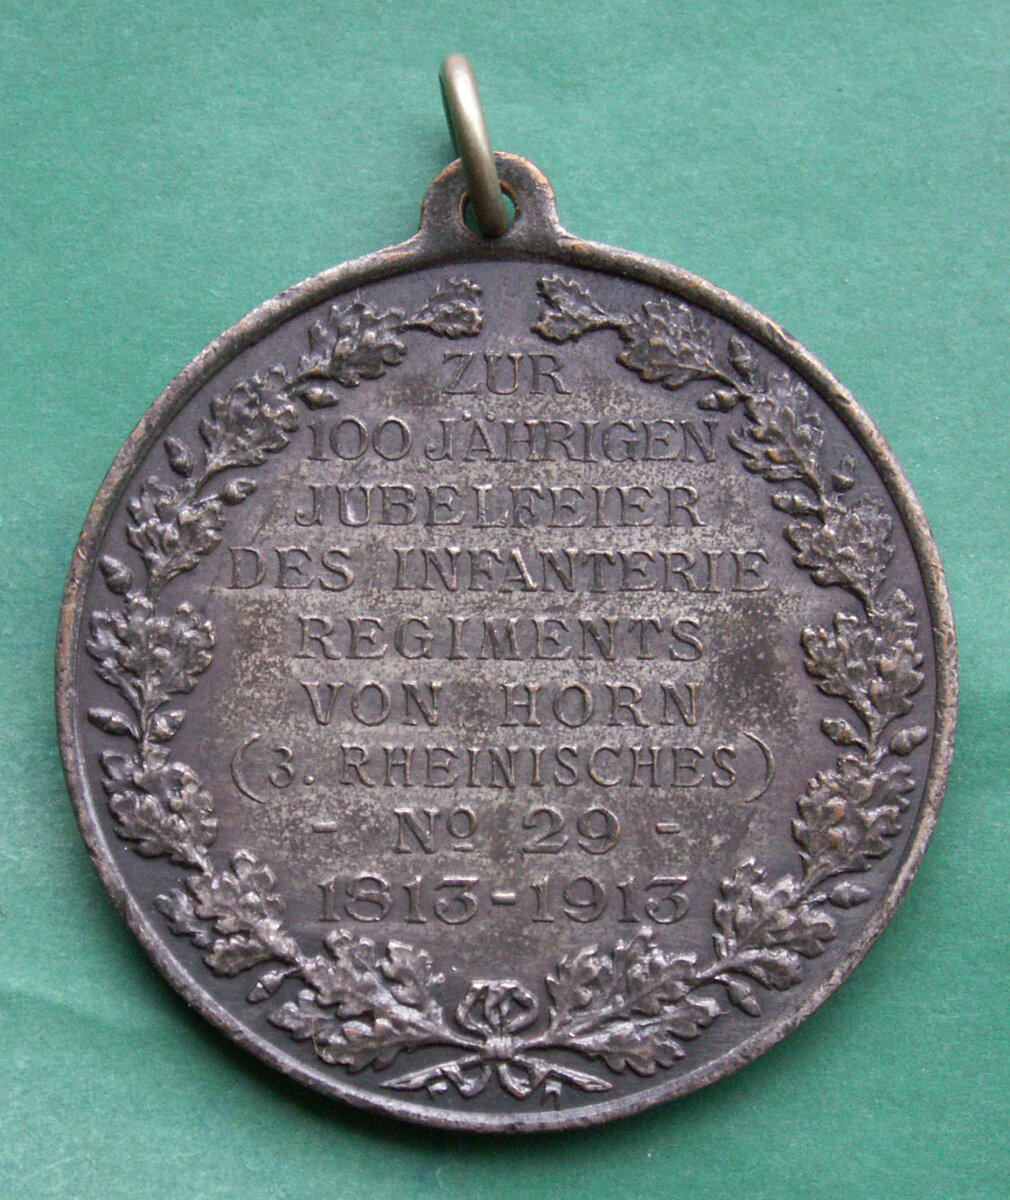 ZUR
100 JÄHRIGEN
JUBELFEIER
DES INFANTERIE
REGIMENTS
VON HORN
(3. RHEINISCHES)
- Nº 29 -
1813-1913